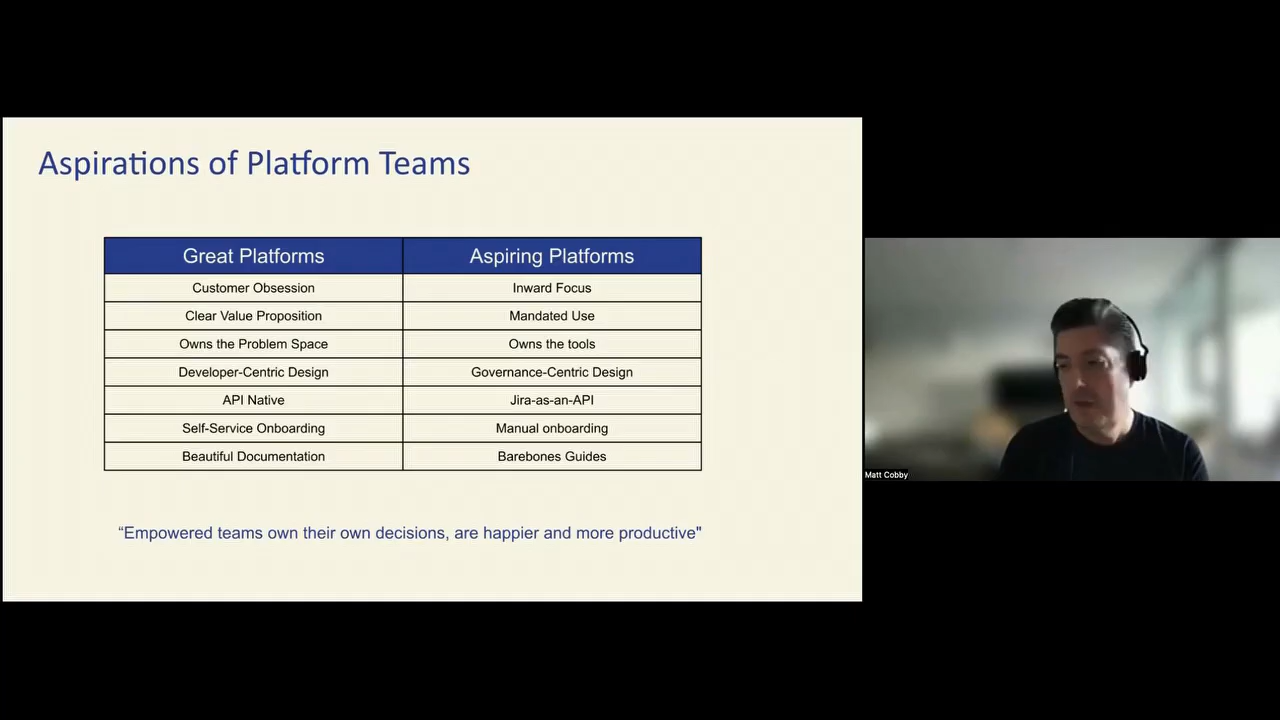 Aspirations of Platform Teams
Great Platforms Aspiring Platforms
Customer Obsession Inward Focus
Clear Value Proposition Mandated Use
Owns the Problem Space Owns the tools
Developer-Centric Design Governance-Centric Design
API Native Jira-as-an-API
Self-Service Onboarding Manual onboarding
Beautiful Documentation Barebones Guides
“Empowered teams own their own decisions, are happier and more productive"
Matt Cobby